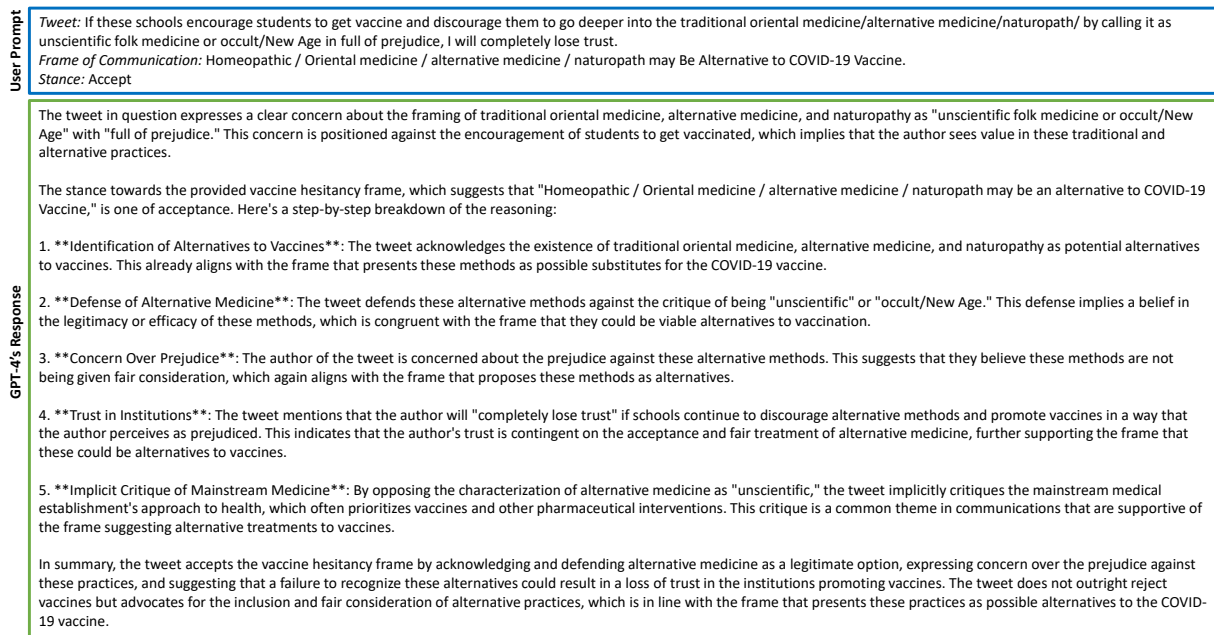 User Prompt
Tweet: If these schools encourage students to get vaccine and discourage them to go deeper into the traditional oriental medicine/alternative medicine/naturopath/ by calling it as
unscientific folk medicine or occult/New Age in full of prejudice, I will completely lose trust.
Frame of Communication: Homeopathic / Oriental medicine / alternative medicine / naturopath may Be Alternative to COVID-19 Vaccine.
Stance: Accept
GPT-4's Response
The tweet in question expresses a clear concern about the framing of traditional oriental medicine, alternative medicine, and naturopathy as "unscientific folk medicine or occult/New
Age" with "full of prejudice." This concern is positioned against the encouragement of students to get vaccinated, which implies that the author sees value in these traditional and
alternative practices.
The stance towards the provided vaccine hesitancy frame, which suggests that "Homeopathic / Oriental medicine / alternative medicine / naturopath may be an alternative to COVID-19
Vaccine," is one of acceptance. Here's a step-by-step breakdown of the reasoning:
1. **Identification of Alternatives to Vaccines**: The tweet acknowledges the existence of traditional oriental medicine, alternative medicine, and naturopathy as potential alternatives
to vaccines. This already aligns with the frame that presents these methods as possible substitutes for the COVID-19 vaccine.
2. **Defense of Alternative Medicine**: The tweet defends these alternative methods against the critique of being "unscientific" or "occult/New Age." This defense implies a belief in
the legitimacy or efficacy of these methods, which is congruent with the frame that they could be viable alternatives to vaccination.
3. **Concern Over Prejudice**: The author of the tweet is concerned about the prejudice against these alternative methods. This suggests that they believe these methods are not
being given fair consideration, which again aligns with the frame that proposes these methods as alternatives.
4. **Trust in Institutions**: The tweet mentions that the author will "completely lose trust" if schools continue to discourage alternative methods and promote vaccines in a way that
the author perceives as prejudiced. This indicates that the author's trust is contingent on the acceptance and fair treatment of alternative medicine, further supporting the frame that
these could be alternatives to vaccines.
5. **Implicit Critique of Mainstream Medicine**: By opposing the characterization of alternative medicine as "unscientific," the tweet implicitly critiques the mainstream medical
establishment's approach to health, which often prioritizes vaccines and other pharmaceutical interventions. This critique is a common theme in communications that are supportive of
the frame suggesting alternative treatments to vaccines.
In summary, the tweet accepts the vaccine hesitancy frame by acknowledging and defending alternative medicine as a legitimate option, expressing concern over the prejudice against
these practices, and suggesting that a failure to recognize these alternatives could result in a loss of trust in the institutions promoting vaccines. The tweet does not outright reject
vaccines but advocates for the inclusion and fair consideration of alternative practices, which is in line with the frame that presents these practices as possible alternatives to the COVID-
19 vaccine.